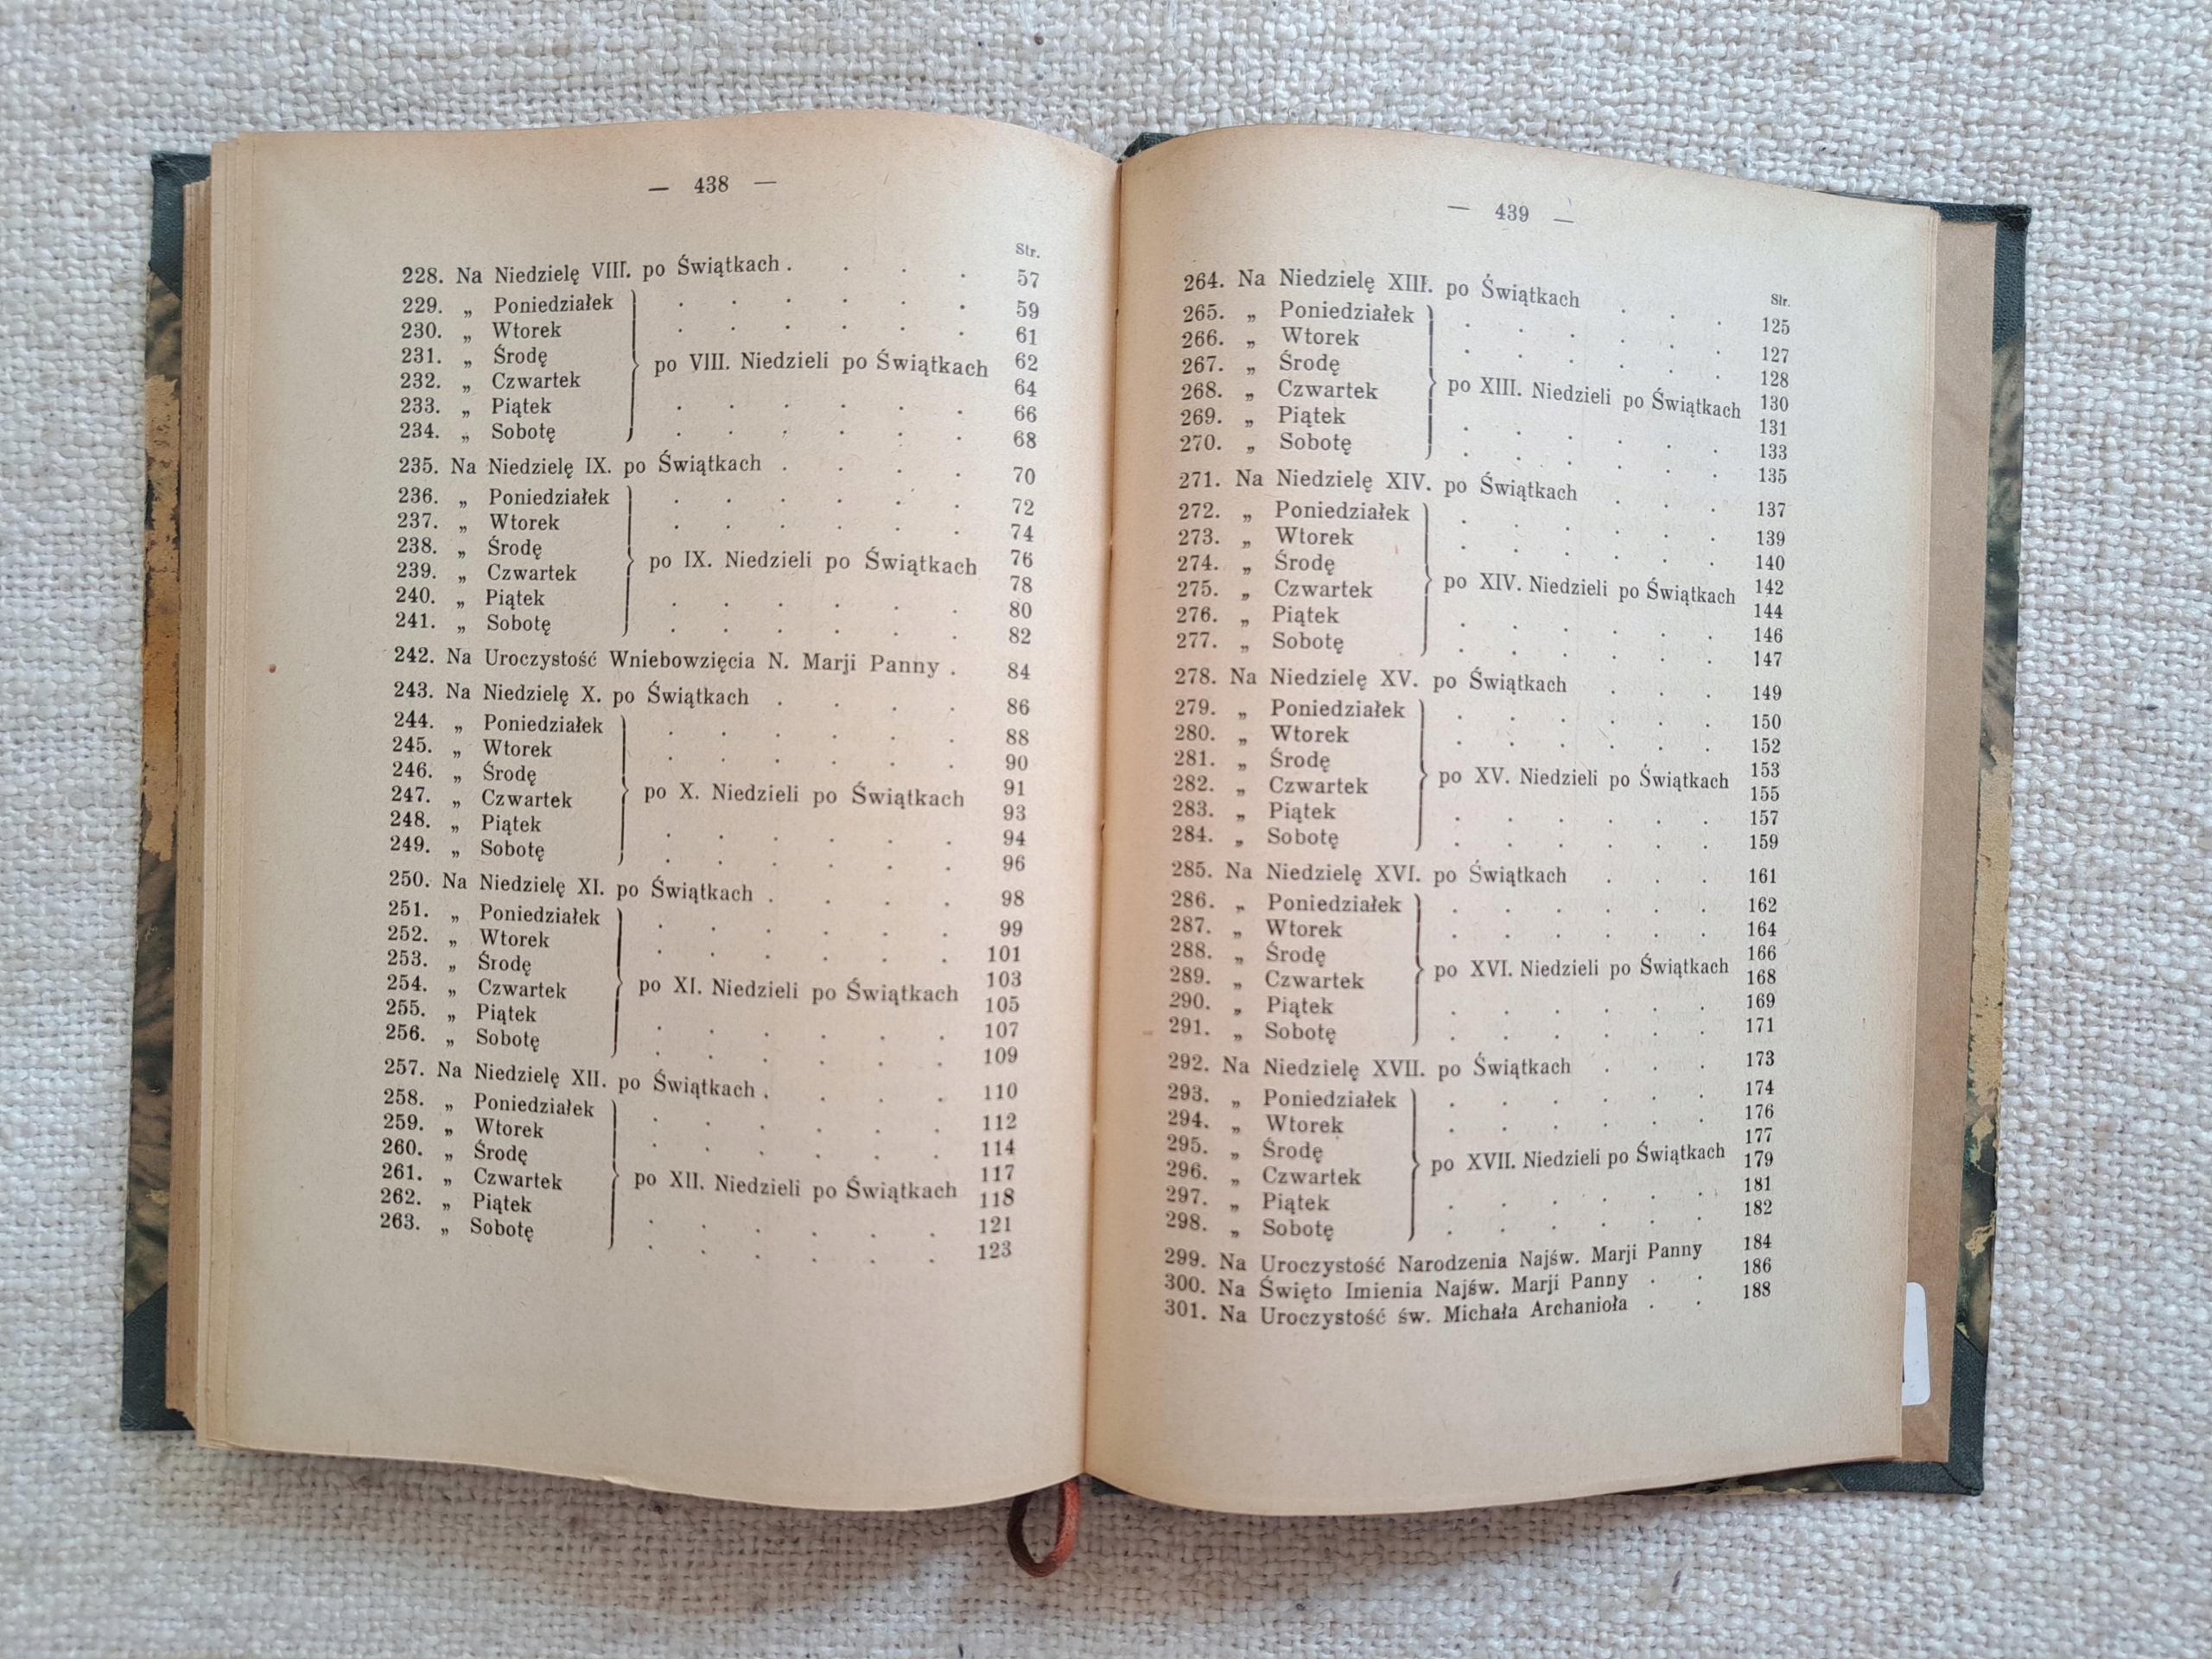 — 438 —
Str.
228. Na Niedzielę VIII. po Świątkach . . . . 57
229. „ Poniedziałek . . . . . . 59
230. „ Wtorek . . . . . . 61
231. „ Środę po VIII. Niedzieli po Świątkach 62
232. „ Czwartek 64
233. „ Piątek . . . . . . 66
234. „ Sobotę . . . . . . 68
235. Na Niedzielę IX. po Świątkach . . . . 70
236. „ Poniedziałek . . . . . . 72
237. „ Wtorek . . . . . . 74
238. „ Środę po IX. Niedzieli po Świątkach 76
239. „ Czwartek 78
240. „ Piątek . . . . . . 80
241. „ Sobotę . . . . . . 82
242. Na Uroczystość Wniebowzięcia N. Marji Panny . 84
243. Na Niedzielę X. po Świątkach . . . . 86
244. „ Poniedziałek . . . . . . 88
245. „ Wtorek . . . . . . 90
246. „ Środę po X. Niedzieli po Świątkach 91
247. „ Czwartek 93
248. „ Piątek . . . . . . 94
249. „ Sobotę . . . . . . 96
250. Na Niedzielę XI. po Świątkach . . . . 98
251. „ Poniedziałek . . . . . . 99
252. „ Wtorek . . . . . . 101
253. „ Środę po XI. Niedzieli po Świątkach 103
254. „ Czwartek 105
255. „ Piątek . . . . . . 107
256. „ Sobotę . . . . . . 109
257. Na Niedzielę XII. po Świątkach . . . . 110
258. „ Poniedziałek . . . . . . 112
259. „ Wtorek . . . . . . 114
260. „ Środę po XII. Niedzieli po Świątkach 117
261. „ Czwartek 118
262. „ Piątek . . . . . . 121
263. „ Sobotę . . . . . . 123
— 439 —
Str.
264. Na Niedzielę XIII. po Świątkach . . . 125
265. „ Poniedziałek . . . . . . 127
266. „ Wtorek . . . . . . 128
267. „ Środę po XIII. Niedzieli po Świątkach 130
268. „ Czwartek 131
269. „ Piątek . . . . . . 133
270. „ Sobotę . . . . . . 135
271. Na Niedzielę XIV. po Świątkach . . . 137
272. „ Poniedziałek . . . . . . 139
273. „ Wtorek . . . . . . 140
274. „ Środę po XIV. Niedzieli po Świątkach 142
275. „ Czwartek 144
276. „ Piątek . . . . . . 146
277. „ Sobotę . . . . . . 147
278. Na Niedzielę XV. po Świątkach . . . 149
279. „ Poniedziałek . . . . . . 150
280. „ Wtorek . . . . . . 152
281. „ Środę po XV. Niedzieli po Świątkach 153
282. „ Czwartek 155
283. „ Piątek . . . . . . 157
284. „ Sobotę . . . . . . 159
285. Na Niedzielę XVI. po Świątkach . . . 161
286. „ Poniedziałek . . . . . . 162
287. „ Wtorek . . . . . . 164
288. „ Środę po XVI. Niedzieli po Świątkach 166
289. „ Czwartek 168
290. „ Piątek . . . . . . 169
291. „ Sobotę . . . . . . 171
292. Na Niedzielę XVII. po Świątkach . . . 173
293. „ Poniedziałek . . . . . . 174
294. „ Wtorek . . . . . . 176
295. „ Środę po XVII. Niedzieli po Świątkach 177
296. „ Czwartek 179
297. „ Piątek . . . . . . 181
298. „ Sobotę . . . . . . 182
299. Na Uroczystość Narodzenia Najśw. Marji Panny 184
300. Na Święto Imienia Najśw. Marji Panny . . 186
301. Na Uroczystość św. Michała Archanioła . . 188